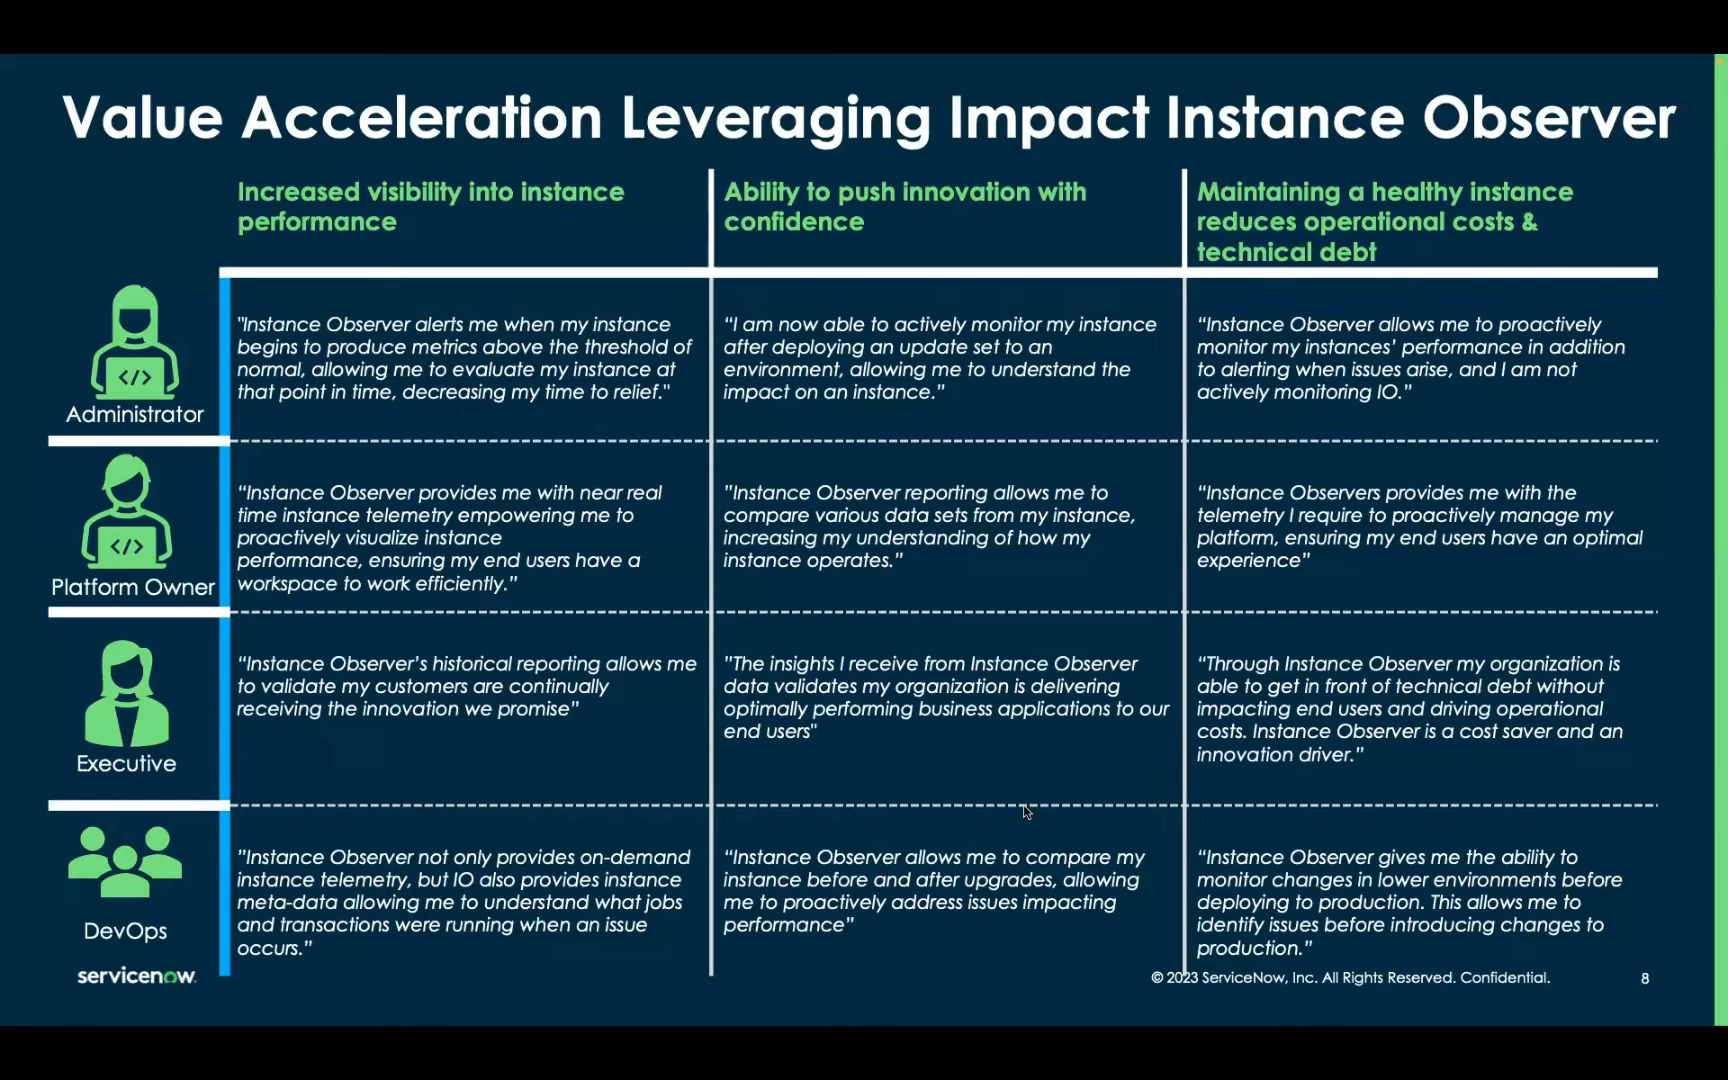 Value Acceleration Leveraging Impact Instance Observer
Increased visibility into instance
performance
Ability to push innovation with
confidence
Maintaining a healthy instance
reduces operational costs &
technical debt
</>
Administrator
"Instance Observer alerts me when my instance
begins to produce metrics above the threshold of
normal, allowing me to evaluate my instance at
that point in time, decreasing my time to relief."
“I am now able to actively monitor my instance
after deploying an update set to an
environment, allowing me to understand the
impact on an instance.”
“Instance Observer allows me to proactively
monitor my instances’ performance in addition
to alerting when issues arise, and I am not
actively monitoring IO.”
</>
Platform Owner
“Instance Observer provides me with near real
time instance telemetry empowering me to
proactively visualize instance
performance, ensuring my end users have a
workspace to work efficiently.”
"Instance Observer reporting allows me to
compare various data sets from my instance,
increasing my understanding of how my
instance operates.”
“Instance Observers provides me with the
telemetry I require to proactively manage my
platform, ensuring my end users have an optimal
experience”
Executive
“Instance Observer’s historical reporting allows me
to validate my customers are continually
receiving the innovation we promise”
"The insights I receive from Instance Observer
data validates my organization is delivering
optimally performing business applications to our
end users"
“Through Instance Observer my organization is
able to get in front of technical debt without
impacting end users and driving operational
costs. Instance Observer is a cost saver and an
innovation driver.”
DevOps
”Instance Observer not only provides on-demand
instance telemetry, but IO also provides instance
meta-data allowing me to understand what jobs
and transactions were running when an issue
occurs.”
“Instance Observer allows me to compare my
instance before and after upgrades, allowing
me to proactively address issues impacting
performance”
“Instance Observer gives me the ability to
monitor changes in lower environments before
deploying to production. This allows me to
identify issues before introducing changes to
production.”
servicenow.
© 2023 ServiceNow, Inc. All Rights Reserved. Confidential.
8